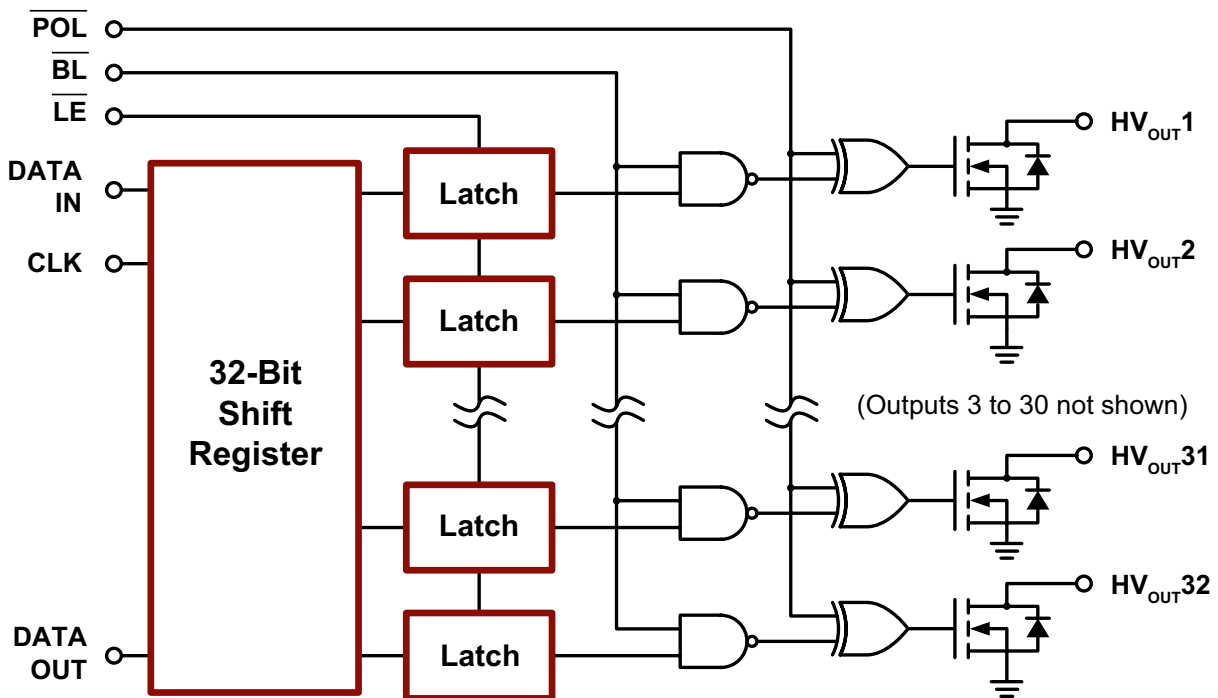 POL
BL
LE
DATA
IN
CLK
32-Bit
Shift
Register
DATA
OUT
Latch
Latch
Latch
Latch
HVOUT1
HVOUT2
(Outputs 3 to 30 not shown)
HVOUT31
HVOUT32